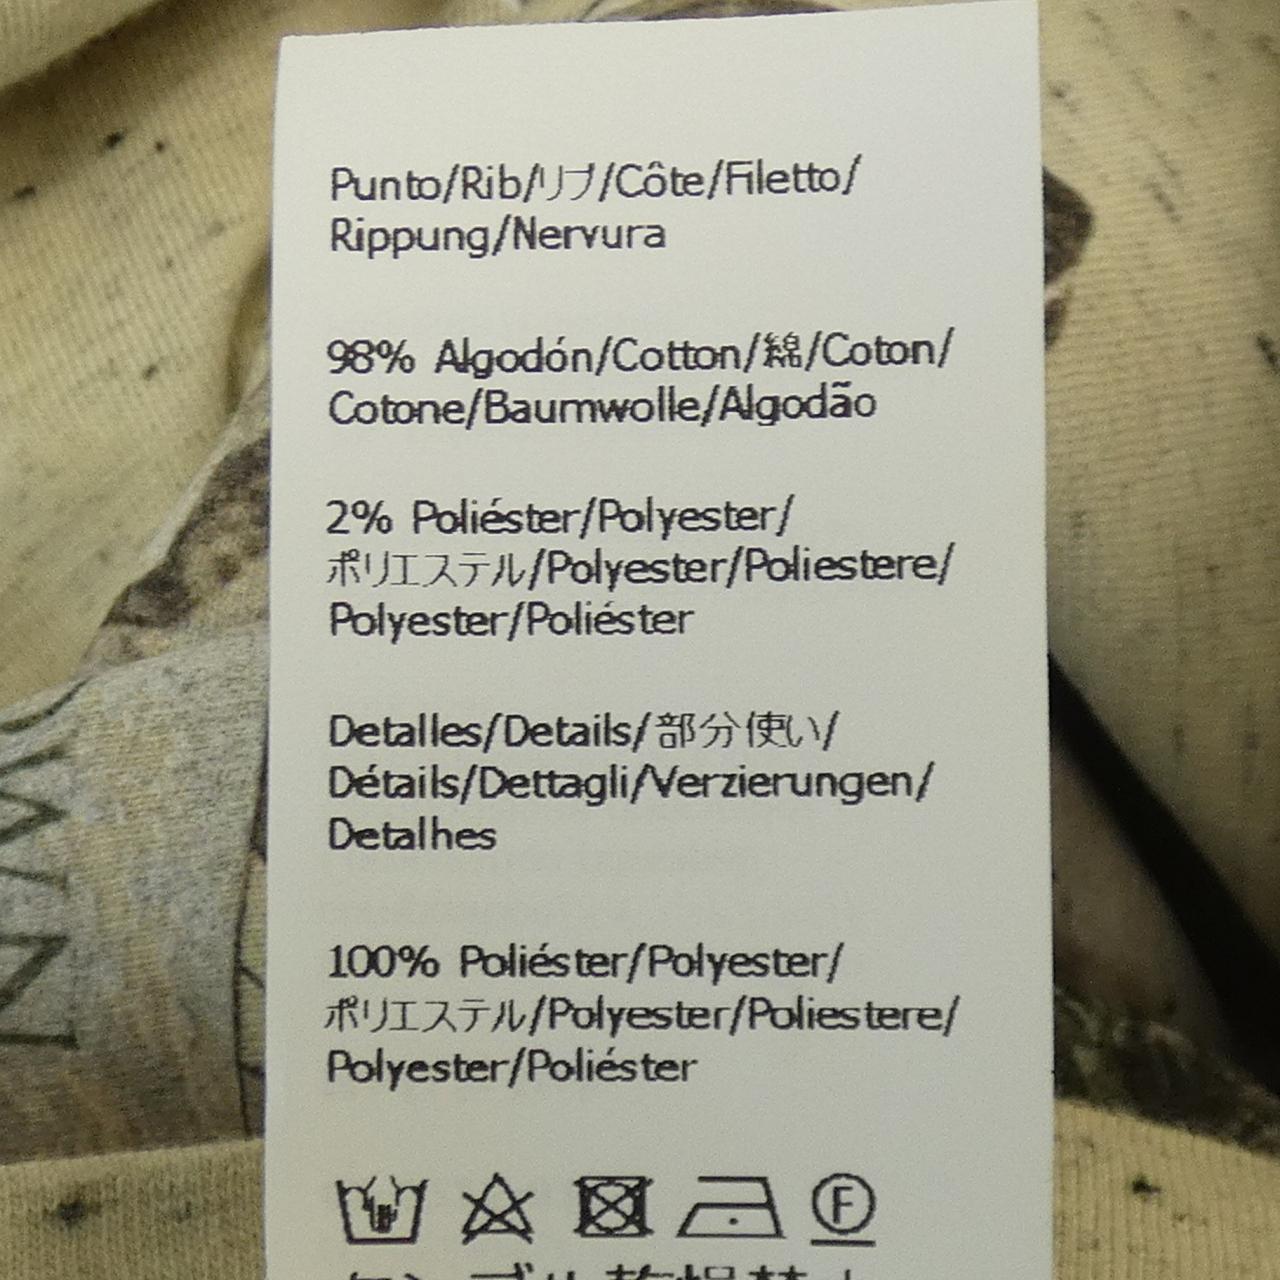 Punto/Rib/リブ/Côte/Filetto/
Rippung/Nervura
98% Algodón/Cotton/綿/Coton/
Cotone/Baumwolle/Algodão
2% Poliéster/Polyester/
ポリエステル/Polyester/Poliestere/
Polyester/Poliéster
Detalles/Details/部分使い/
Détails/Dettagli/Verzierungen/
Detalhes
100% Poliéster/Polyester/
ポリエステル/Polyester/Poliestere/
Polyester/Poliéster
F